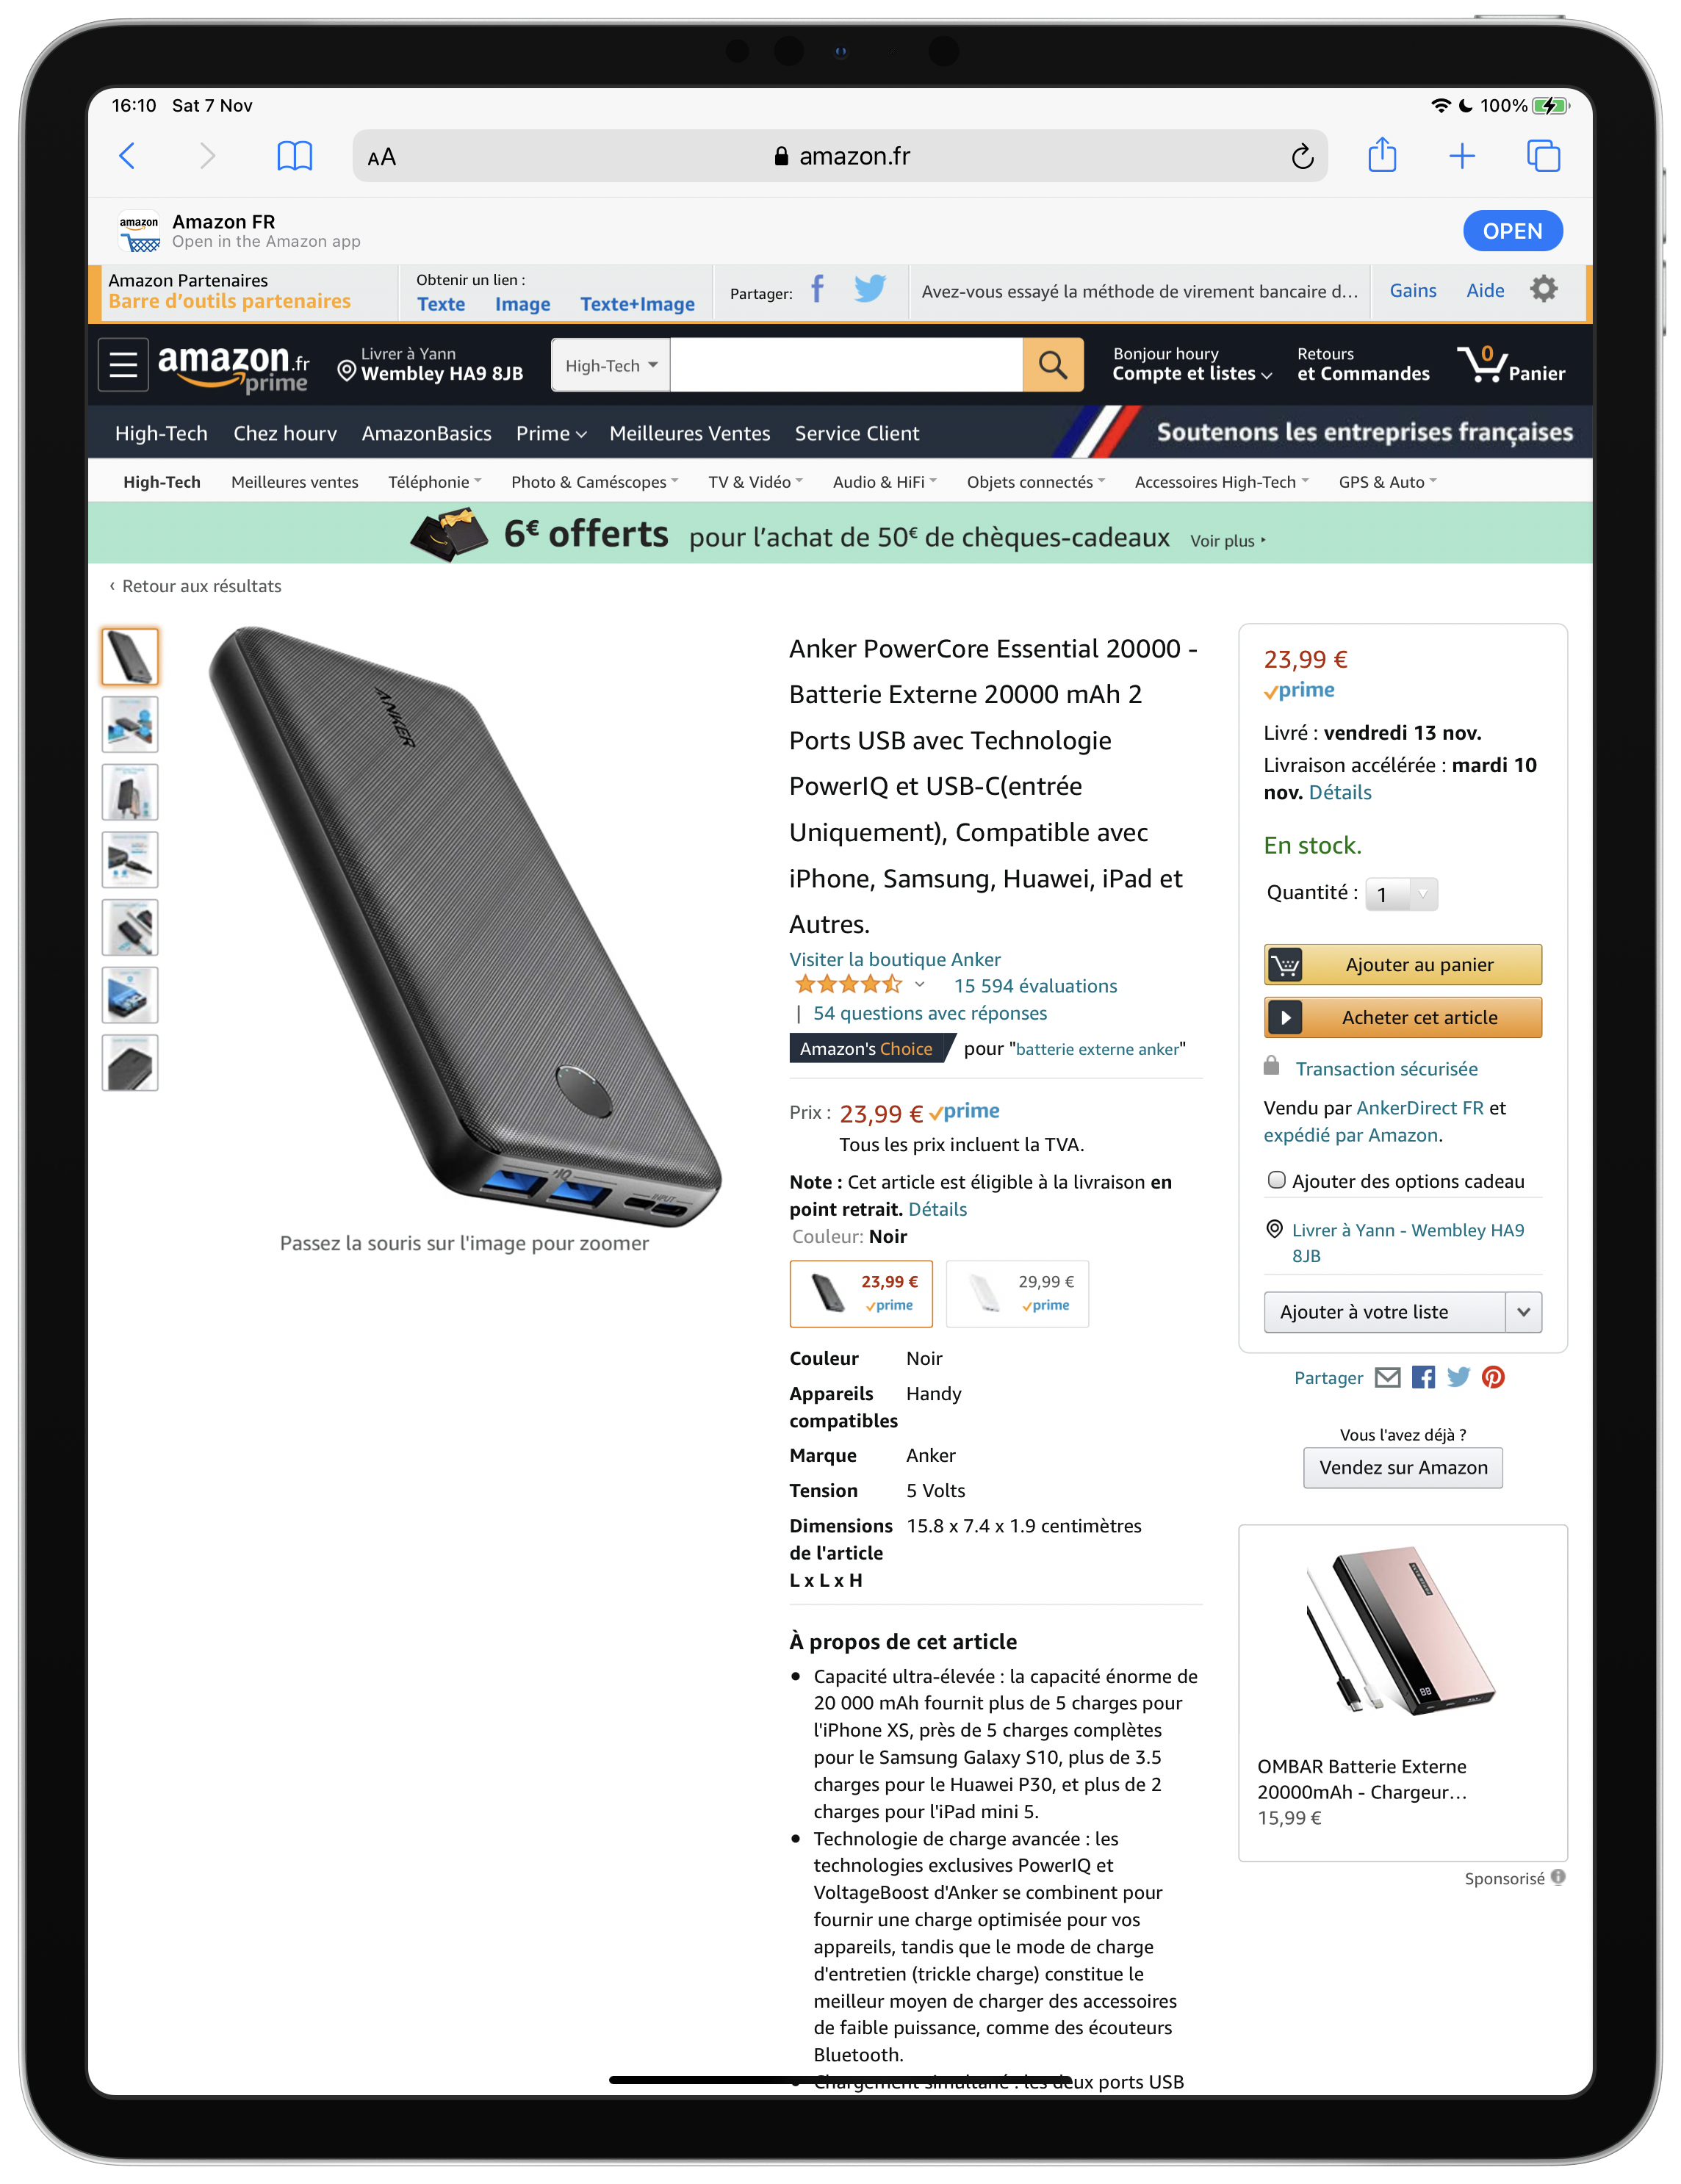 16:10 Sat 7 Nov
100%
AA
amazon.fr
amazon
Amazon FR
Open in the Amazon app
OPEN
Amazon Partenaires
Barre d'outils partenaires
Obtenir un lien :
Texte Image Texte+Image
Partager:
Avez-vous essayé la méthode de virement bancaire d...
Gains Aide
amazon.fr
prime
Livrer à Yann
Wembley HA9 8JB
High-Tech
Bonjour houry
Compte et listes
Retours
et Commandes
0
Panier
High-Tech Chez houry AmazonBasics Prime Meilleures Ventes Service Client
Soutenons les entreprises françaises
High-Tech Meilleures ventes Téléphonie Photo & Caméscopes TV & Vidéo Audio & HiFi Objets connectés Accessoires High-Tech GPS & Auto
6€ offerts pour l'achat de 50€ de chèques-cadeaux Voir plus ‣
‹ Retour aux résultats
ANKER
IQ
INPUT
Passez la souris sur l'image pour zoomer
Anker PowerCore Essential 20000 -
Batterie Externe 20000 mAh 2
Ports USB avec Technologie
PowerIQ et USB-C(entrée
Uniquement), Compatible avec
iPhone, Samsung, Huawei, iPad et
Autres.
Visiter la boutique Anker
15 594 évaluations
| 54 questions avec réponses
Amazon's Choice pour "batterie externe anker"
Prix : 23,99 € prime
Tous les prix incluent la TVA.
Note : Cet article est éligible à la livraison en
point retrait. Détails
Couleur: Noir
23,99 €
prime
29,99 €
prime
Couleur Noir
Appareils Handy
compatibles
Marque Anker
Tension 5 Volts
Dimensions 15.8 x 7.4 x 1.9 centimètres
de l'article
L x L x H
À propos de cet article
• Capacité ultra-élevée : la capacité énorme de
20 000 mAh fournit plus de 5 charges pour
l'iPhone XS, près de 5 charges complètes
pour le Samsung Galaxy S10, plus de 3.5
charges pour le Huawei P30, et plus de 2
charges pour l'iPad mini 5.
• Technologie de charge avancée : les
technologies exclusives PowerIQ et
VoltageBoost d'Anker se combinent pour
fournir une charge optimisée pour vos
appareils, tandis que le mode de charge
d'entretien (trickle charge) constitue le
meilleur moyen de charger des accessoires
de faible puissance, comme des écouteurs
Bluetooth.
• Chargement simultané : les deux ports USB
23,99 €
prime
Livré : vendredi 13 nov.
Livraison accélérée : mardi 10
nov. Détails
En stock.
Quantité : 1
Ajouter au panier
Acheter cet article
Transaction sécurisée
Vendu par AnkerDirect FR et
expédié par Amazon.
Ajouter des options cadeau
Livrer à Yann - Wembley HA9
8JB
Ajouter à votre liste
Partager
Vous l'avez déjà ?
Vendez sur Amazon
88
OMBAR Batterie Externe
20000mAh - Chargeur...
15,99 €
Sponsorisé